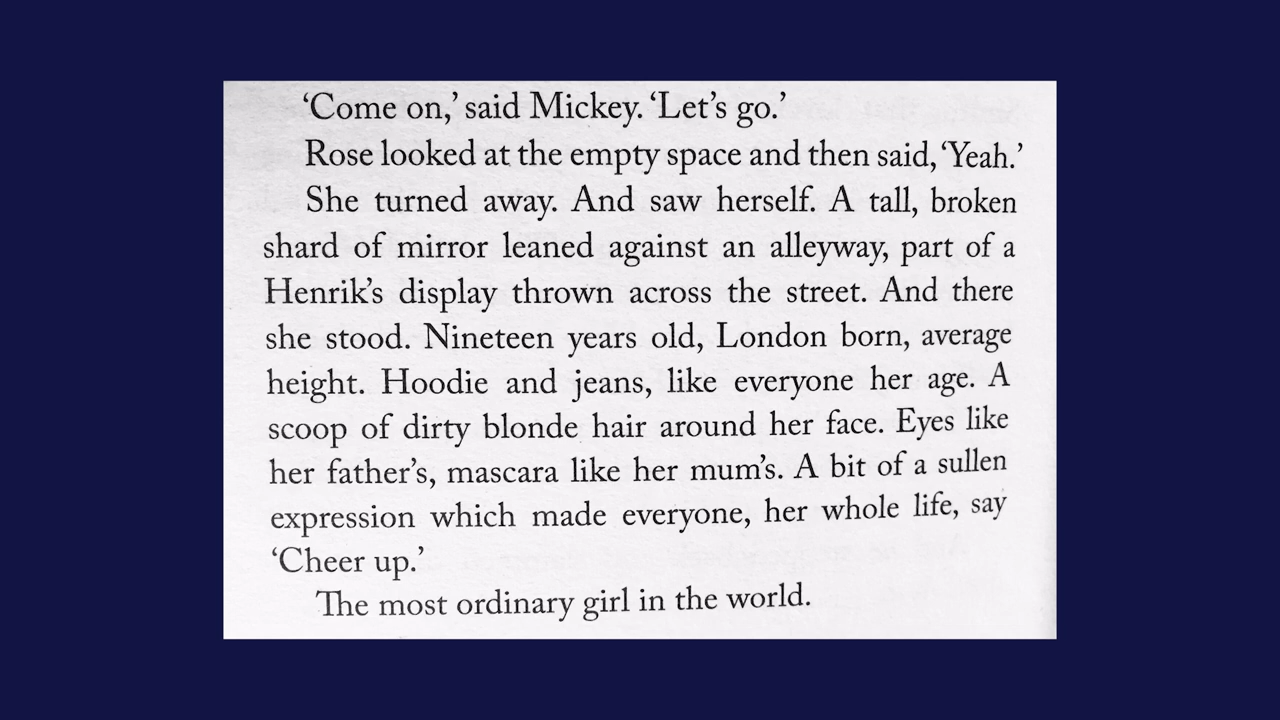 ‘Come on,’ said Mickey. ‘Let’s go.’
Rose looked at the empty space and then said, ‘Yeah.’
She turned away. And saw herself. A tall, broken
shard of mirror leaned against an alleyway, part of a
Henrik’s display thrown across the street. And there
she stood. Nineteen years old, London born, average
height. Hoodie and jeans, like everyone her age. A
scoop of dirty blonde hair around her face. Eyes like
her father’s, mascara like her mum’s. A bit of a sullen
expression which made everyone, her whole life, say
‘Cheer up.’
The most ordinary girl in the world.